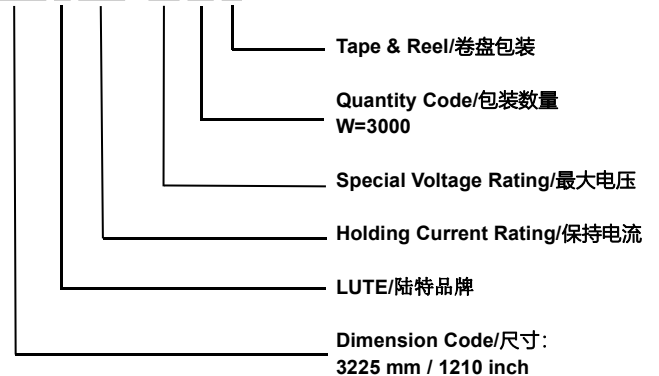 Tape & Reel/卷盘包装
Quantity Code/包装数量
W=3000
Special Voltage Rating/最大电压
Holding Current Rating/保持电流
LUTE/陆特品牌
Dimension Code/尺寸：
3225 mm / 1210 inch